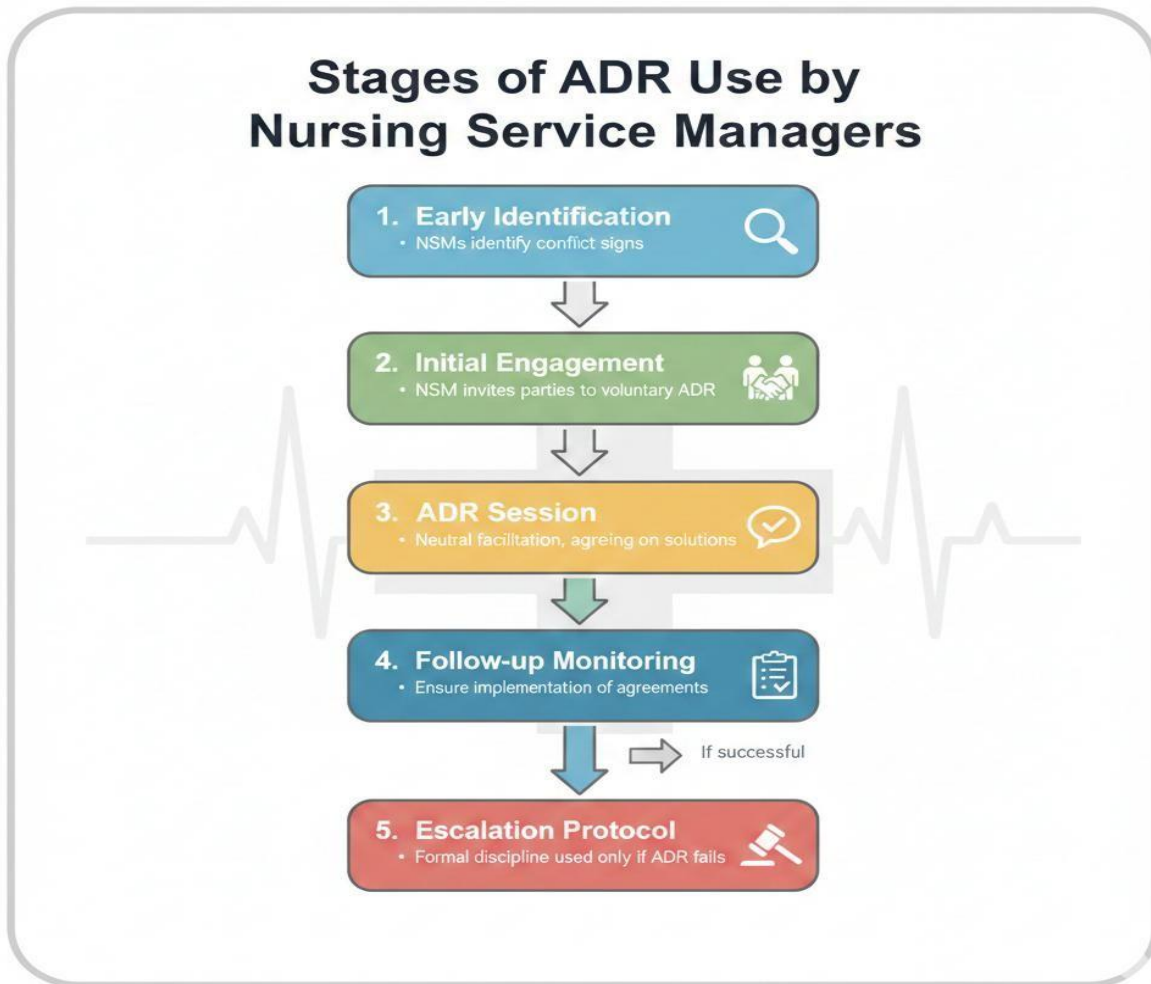 Stages of ADR Use by
Nursing Service Managers
1. Early Identification
• NSMs identify conflict signs
2. Initial Engagement
• NSM invites parties to voluntary ADR
3. ADR Session
• Neutral facilitation, agreeing on solutions
4. Follow-up Monitoring
• Ensure implementation of agreements
If successful
5. Escalation Protocol
• Formal discipline used only if ADR fails